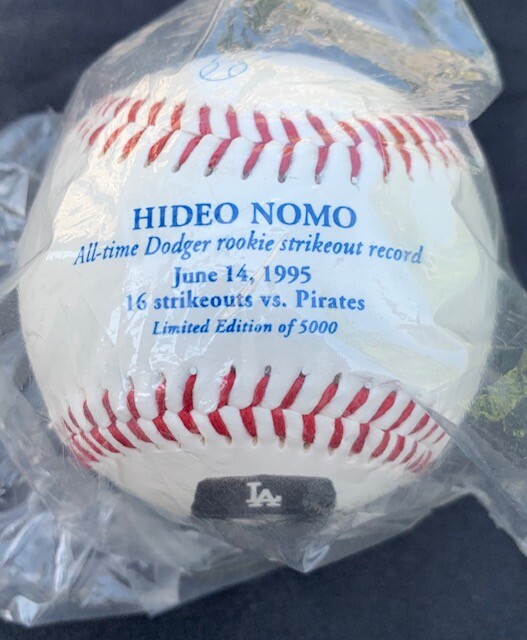 HIDEO NOMO
All-time Dodger rookie strikeout record
June 14, 1995
16 strikeouts vs. Pirates
Limited Edition of 5000
LA